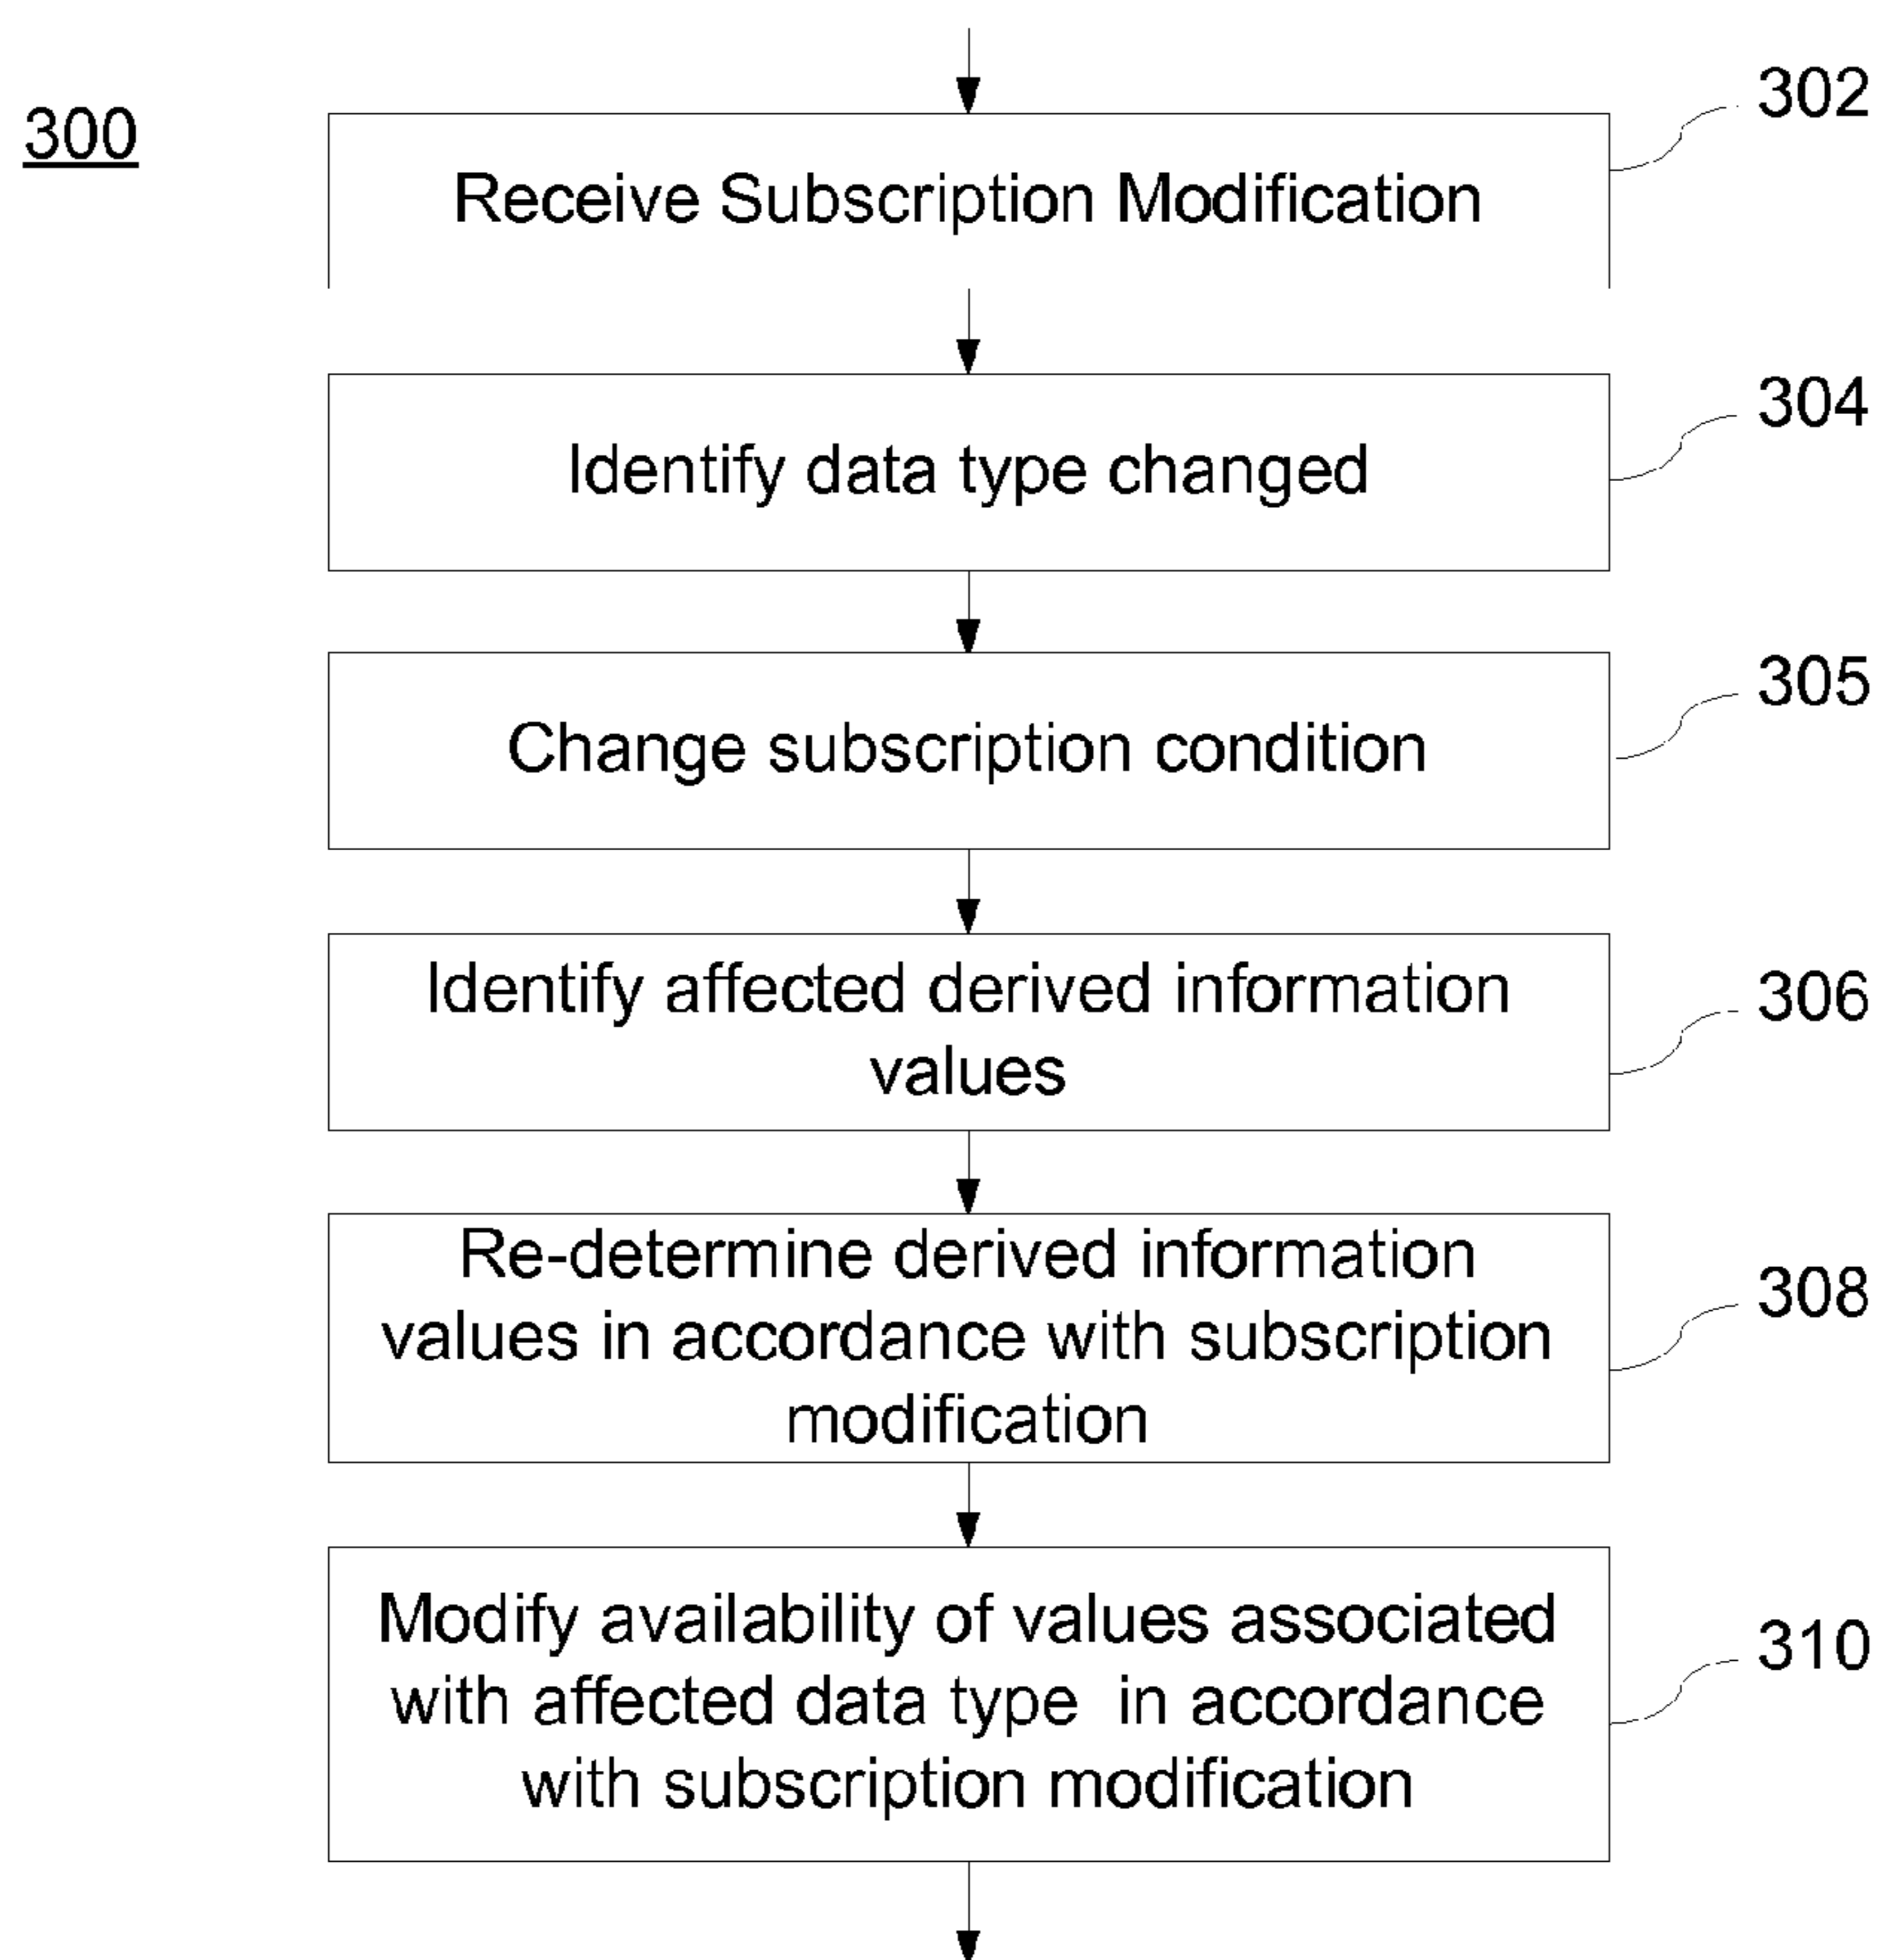 300
302
Receive Subscription Modification
304
Identify data type changed
305
Change subscription condition
306
Identify affected derived information
values
308
Re-determine derived information
values in accordance with subscription
modification
310
Modify availability of values associated
with affected data type in accordance
with subscription modification